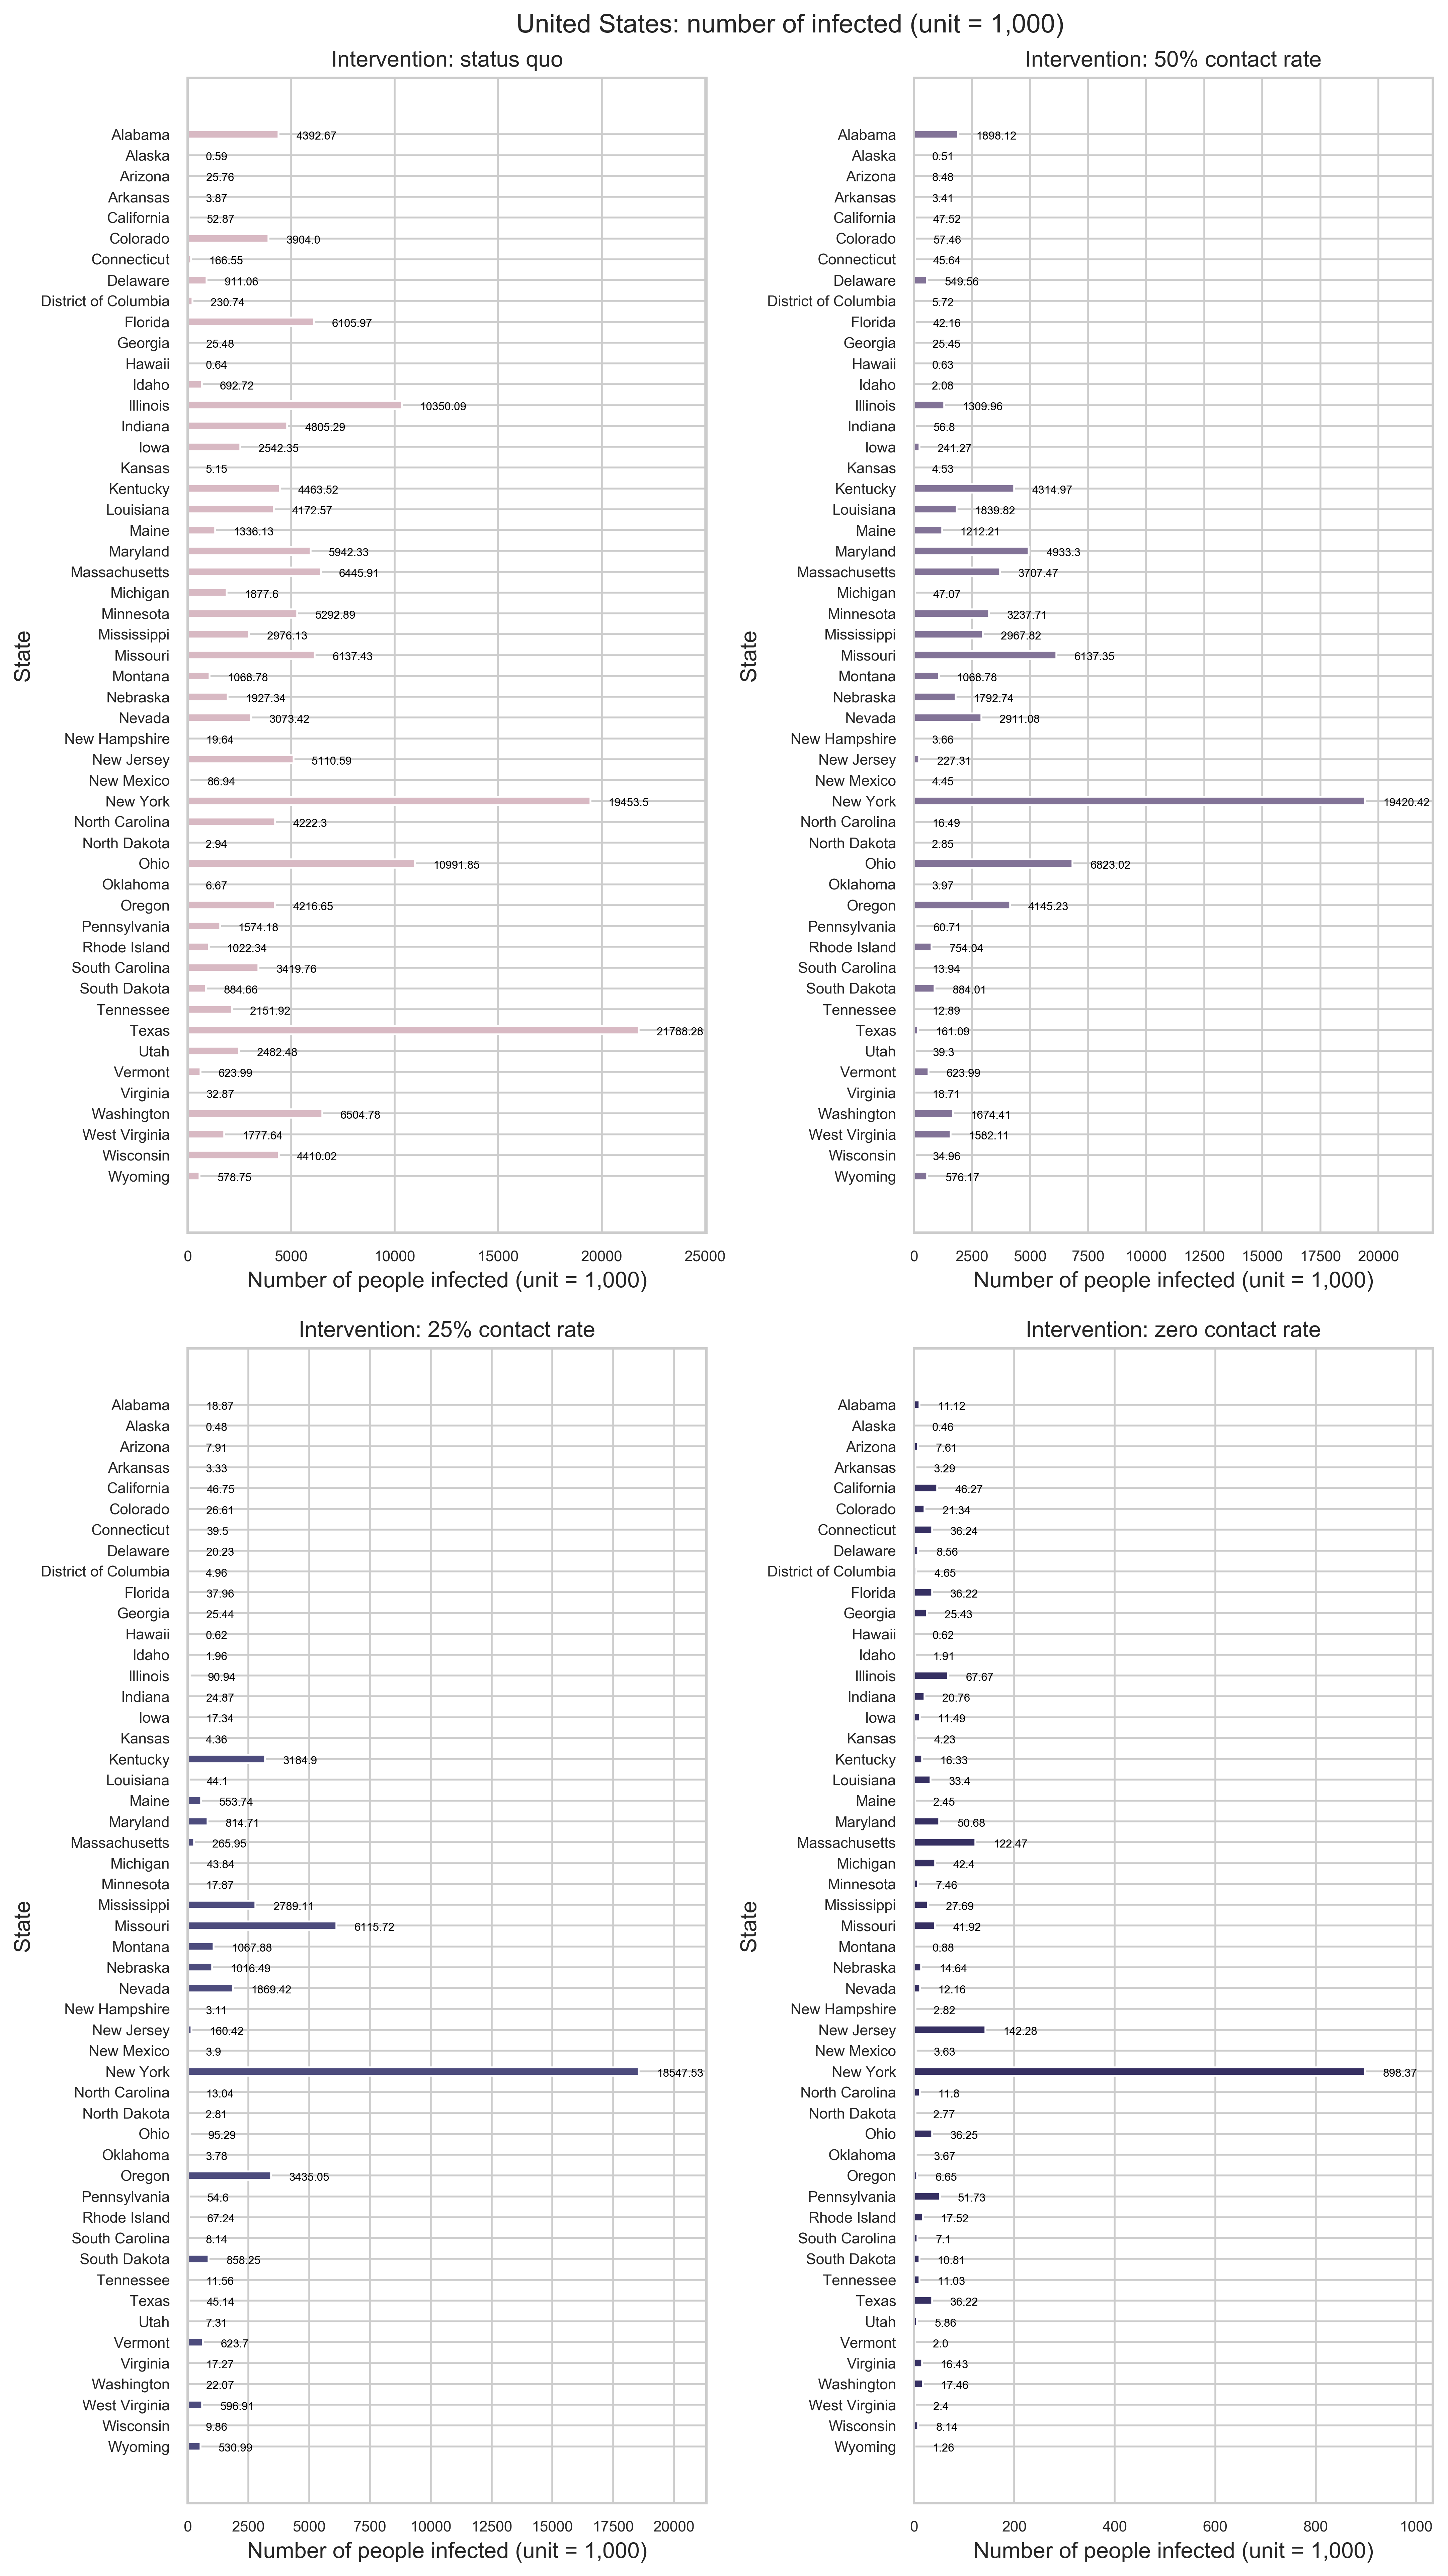 United States: number of infected (unit = 1,000)
Intervention: status quo
State
Alabama 4392.67
Alaska 0.59
Arizona 25.76
Arkansas 3.87
California 52.87
Colorado 3904.0
Connecticut 166.55
Delaware 911.06
District of Columbia 230.74
Florida 6105.97
Georgia 25.48
Hawaii 0.64
Idaho 692.72
Illinois 10350.09
Indiana 4805.29
Iowa 2542.35
Kansas 5.15
Kentucky 4463.52
Louisiana 4172.57
Maine 1336.13
Maryland 5942.33
Massachusetts 6445.91
Michigan 1877.6
Minnesota 5292.89
Mississippi 2976.13
Missouri 6137.43
Montana 1068.78
Nebraska 1927.34
Nevada 3073.42
New Hampshire 19.64
New Jersey 5110.59
New Mexico 86.94
New York 19453.5
North Carolina 4222.3
North Dakota 2.94
Ohio 10991.85
Oklahoma 6.67
Oregon 4216.65
Pennsylvania 1574.18
Rhode Island 1022.34
South Carolina 3419.76
South Dakota 884.66
Tennessee 2151.92
Texas 21788.28
Utah 2482.48
Vermont 623.99
Virginia 32.87
Washington 6504.78
West Virginia 1777.64
Wisconsin 4410.02
Wyoming 578.75
0 5000 10000 15000 20000 25000
Number of people infected (unit = 1,000)
Intervention: 50% contact rate
State
Alabama 1898.12
Alaska 0.51
Arizona 8.48
Arkansas 3.41
California 47.52
Colorado 57.46
Connecticut 45.64
Delaware 549.56
District of Columbia 5.72
Florida 42.16
Georgia 25.45
Hawaii 0.63
Idaho 2.08
Illinois 1309.96
Indiana 56.8
Iowa 241.27
Kansas 4.53
Kentucky 4314.97
Louisiana 1839.82
Maine 1212.21
Maryland 4933.3
Massachusetts 3707.47
Michigan 47.07
Minnesota 3237.71
Mississippi 2967.82
Missouri 6137.35
Montana 1068.78
Nebraska 1792.74
Nevada 2911.08
New Hampshire 3.66
New Jersey 227.31
New Mexico 4.45
New York 19420.42
North Carolina 16.49
North Dakota 2.85
Ohio 6823.02
Oklahoma 3.97
Oregon 4145.23
Pennsylvania 60.71
Rhode Island 754.04
South Carolina 13.94
South Dakota 884.01
Tennessee 12.89
Texas 161.09
Utah 39.3
Vermont 623.99
Virginia 18.71
Washington 1674.41
West Virginia 1582.11
Wisconsin 34.96
Wyoming 576.17
0 2500 5000 7500 10000 12500 15000 17500 20000
Number of people infected (unit = 1,000)
Intervention: 25% contact rate
State
Alabama 18.87
Alaska 0.48
Arizona 7.91
Arkansas 3.33
California 46.75
Colorado 26.61
Connecticut 39.5
Delaware 20.23
District of Columbia 4.96
Florida 37.96
Georgia 25.44
Hawaii 0.62
Idaho 1.96
Illinois 90.94
Indiana 24.87
Iowa 17.34
Kansas 4.36
Kentucky 3184.9
Louisiana 44.1
Maine 553.74
Maryland 814.71
Massachusetts 265.95
Michigan 43.84
Minnesota 17.87
Mississippi 2789.11
Missouri 6115.72
Montana 1067.88
Nebraska 1016.49
Nevada 1869.42
New Hampshire 3.11
New Jersey 160.42
New Mexico 3.9
New York 18547.53
North Carolina 13.04
North Dakota 2.81
Ohio 95.29
Oklahoma 3.78
Oregon 3435.05
Pennsylvania 54.6
Rhode Island 67.24
South Carolina 8.14
South Dakota 858.25
Tennessee 11.56
Texas 45.14
Utah 7.31
Vermont 623.7
Virginia 17.27
Washington 22.07
West Virginia 596.91
Wisconsin 9.86
Wyoming 530.99
0 2500 5000 7500 10000 12500 15000 17500 20000
Number of people infected (unit = 1,000)
Intervention: zero contact rate
State
Alabama 11.12
Alaska 0.46
Arizona 7.61
Arkansas 3.29
California 46.27
Colorado 21.34
Connecticut 36.24
Delaware 8.56
District of Columbia 4.65
Florida 36.22
Georgia 25.43
Hawaii 0.62
Idaho 1.91
Illinois 67.67
Indiana 20.76
Iowa 11.49
Kansas 4.23
Kentucky 16.33
Louisiana 33.4
Maine 2.45
Maryland 50.68
Massachusetts 122.47
Michigan 42.4
Minnesota 7.46
Mississippi 27.69
Missouri 41.92
Montana 0.88
Nebraska 14.64
Nevada 12.16
New Hampshire 2.82
New Jersey 142.28
New Mexico 3.63
New York 898.37
North Carolina 11.8
North Dakota 2.77
Ohio 36.25
Oklahoma 3.67
Oregon 6.65
Pennsylvania 51.73
Rhode Island 17.52
South Carolina 7.1
South Dakota 10.81
Tennessee 11.03
Texas 36.22
Utah 5.86
Vermont 2.0
Virginia 16.43
Washington 17.46
West Virginia 2.4
Wisconsin 8.14
Wyoming 1.26
0 200 400 600 800 1000
Number of people infected (unit = 1,000)